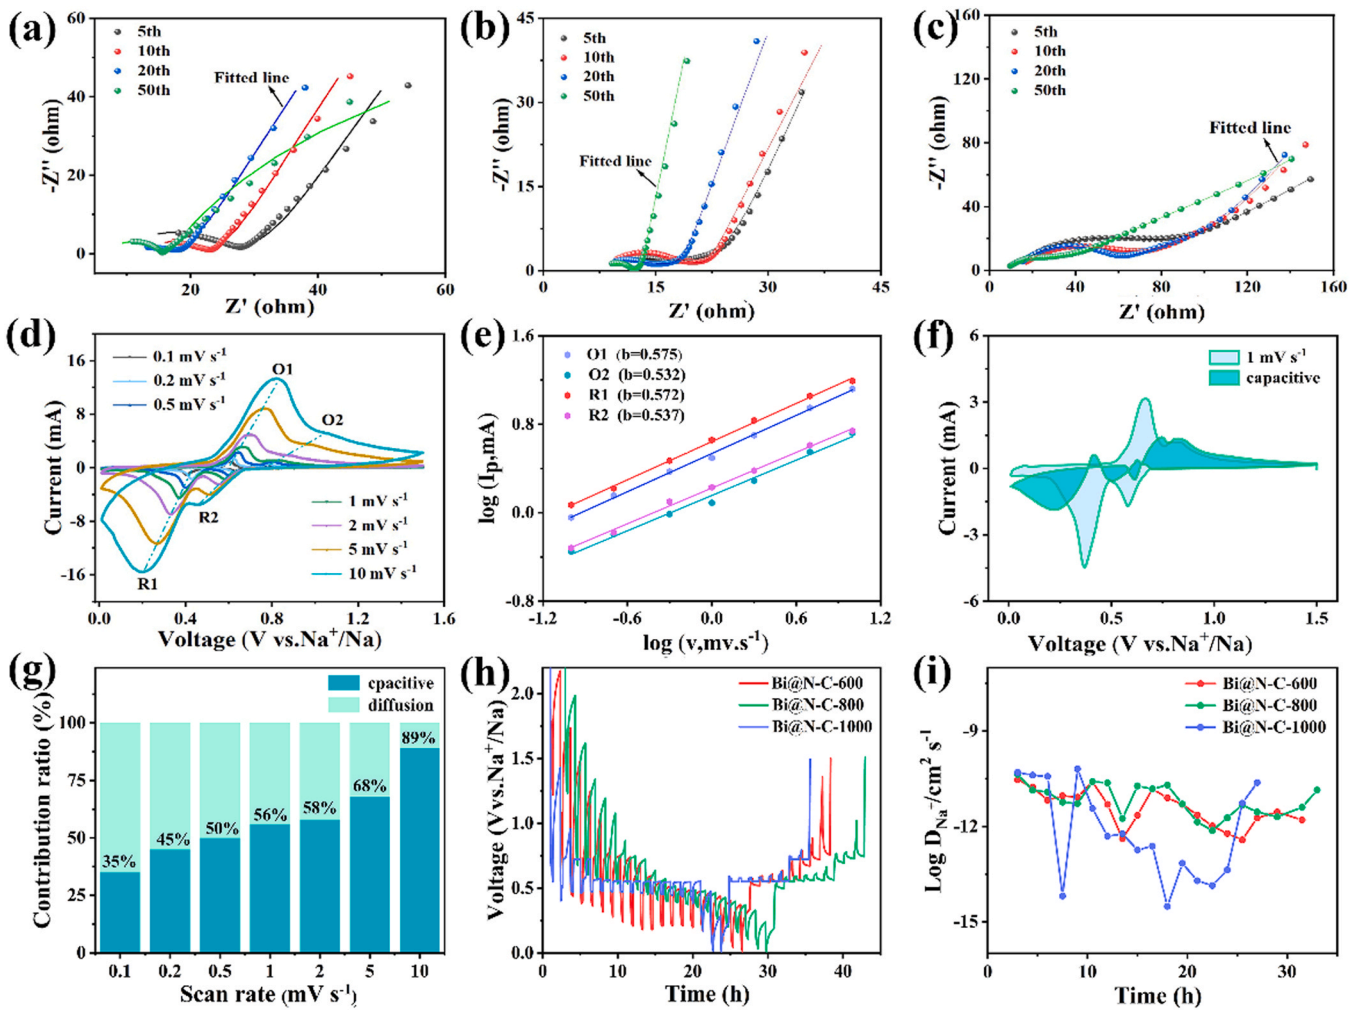 (a)
5th
10th
20th
50th
Fitted line
-Z'' (ohm)
60
40
20
0
20
40
60
Z' (ohm)
(b)
5th
10th
20th
50th
Fitted line
-Z'' (ohm)
45
30
15
0
0
15
30
45
Z' (ohm)
(c)
5th
10th
20th
50th
Fitted line
-Z'' (ohm)
160
120
80
40
0
0
40
80
120
160
Z' (ohm)
(d)
0.1 mV s⁻¹
0.2 mV s⁻¹
0.5 mV s⁻¹
O1
O2
R1
R2
1 mV s⁻¹
2 mV s⁻¹
5 mV s⁻¹
10 mV s⁻¹
Current (mA)
16
8
0
-8
-16
0.0
0.4
0.8
1.2
1.6
Voltage (V vs.Na⁺/Na)
(e)
O1 (b=0.575)
O2 (b=0.532)
R1 (b=0.572)
R2 (b=0.537)
log (Ip,mA)
1.6
0.8
0.0
-0.8
-1.2
-0.6
0.0
0.6
1.2
log (v,mv.s⁻¹)
(f)
1 mV s⁻¹
capacitive
Current (mA)
6
3
0
-3
-6
0.0
0.5
1.0
1.5
Voltage (V vs.Na⁺/Na)
(g)
cpacitive
diffusion
Contribution ratio (%)
100
75
50
25
0
35%
45%
50%
56%
58%
68%
89%
0.1
0.2
0.5
1
2
5
10
Scan rate (mV s⁻¹)
(h)
Bi@N-C-600
Bi@N-C-800
Bi@N-C-1000
Voltage (V vs.Na⁺/Na)
2.0
1.5
1.0
0.5
0.0
0
10
20
30
40
Time (h)
(i)
Bi@N-C-600
Bi@N-C-800
Bi@N-C-1000
Log D_Na⁻/cm² s⁻¹
-9
-12
-15
0
10
20
30
Time (h)